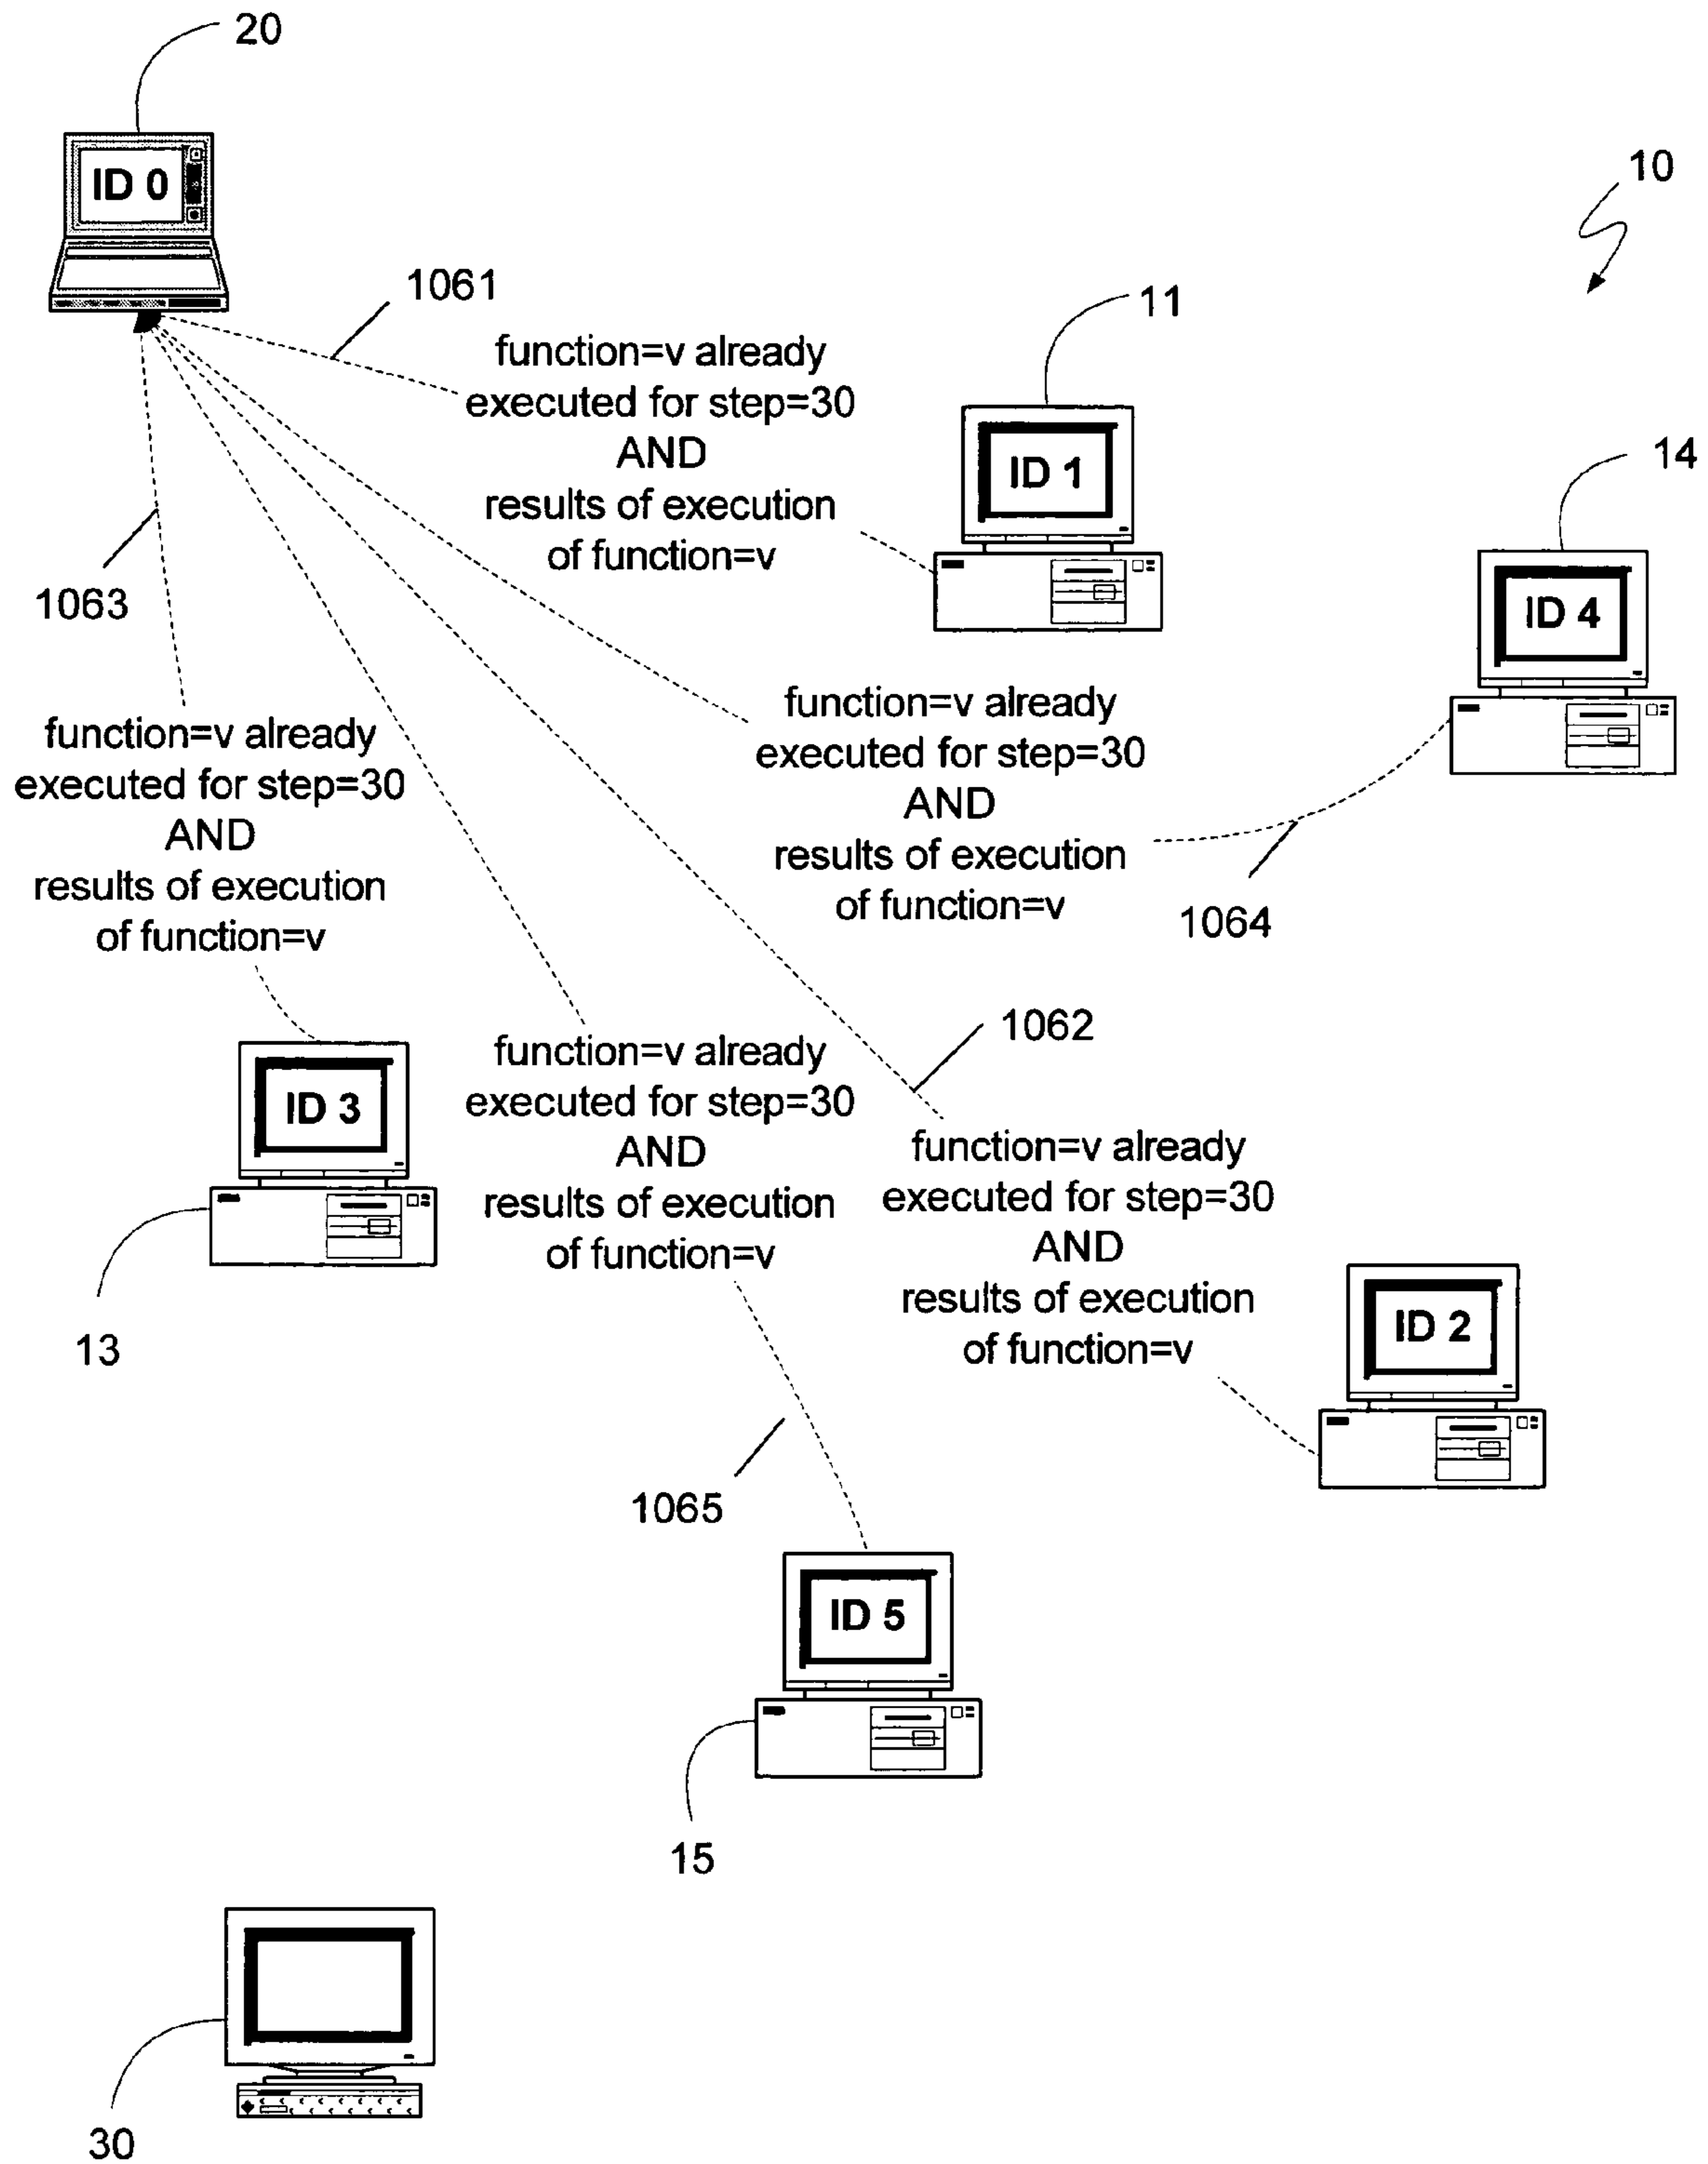 20
ID 0
10
1061
11
function=v already
executed for step=30
AND
results of execution
of function=v
ID 1
14
ID 4
1063
function=v already
executed for step=30
AND
results of execution
of function=v
1064
function=v already
executed for step=30
AND
results of execution
of function=v
ID 3
13
1062
function=v already
executed for step=30
AND
results of execution
of function=v
function=v already
executed for step=30
AND
results of execution
of function=v
ID 2
1065
ID 5
15
30